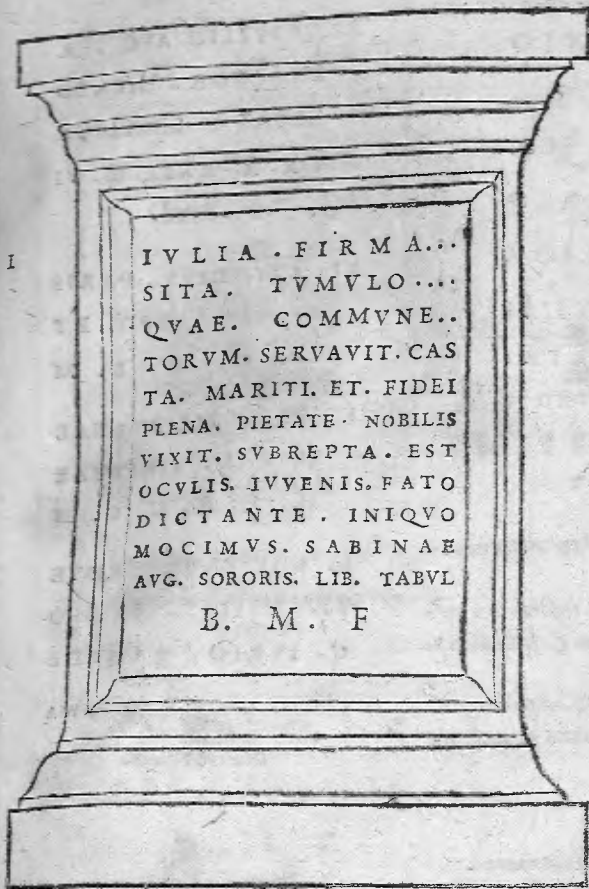 I
IVLIA . FIRMA...
SITA. TVMVLO ....
QVAE. COMMVNE..
TORVM. SERVAVIT. CAS
TA. MARITI. ET. FIDEI
PLENA. PIETATE · NOBILIS
VIXIT. SVBREPTA. EST
OCVLIS. IVVENIS. FATO
DICTANTE . INIQVO
MOCIMVS. SABINAE
AVG. SORORIS. LIB. TABVL
B. M. F